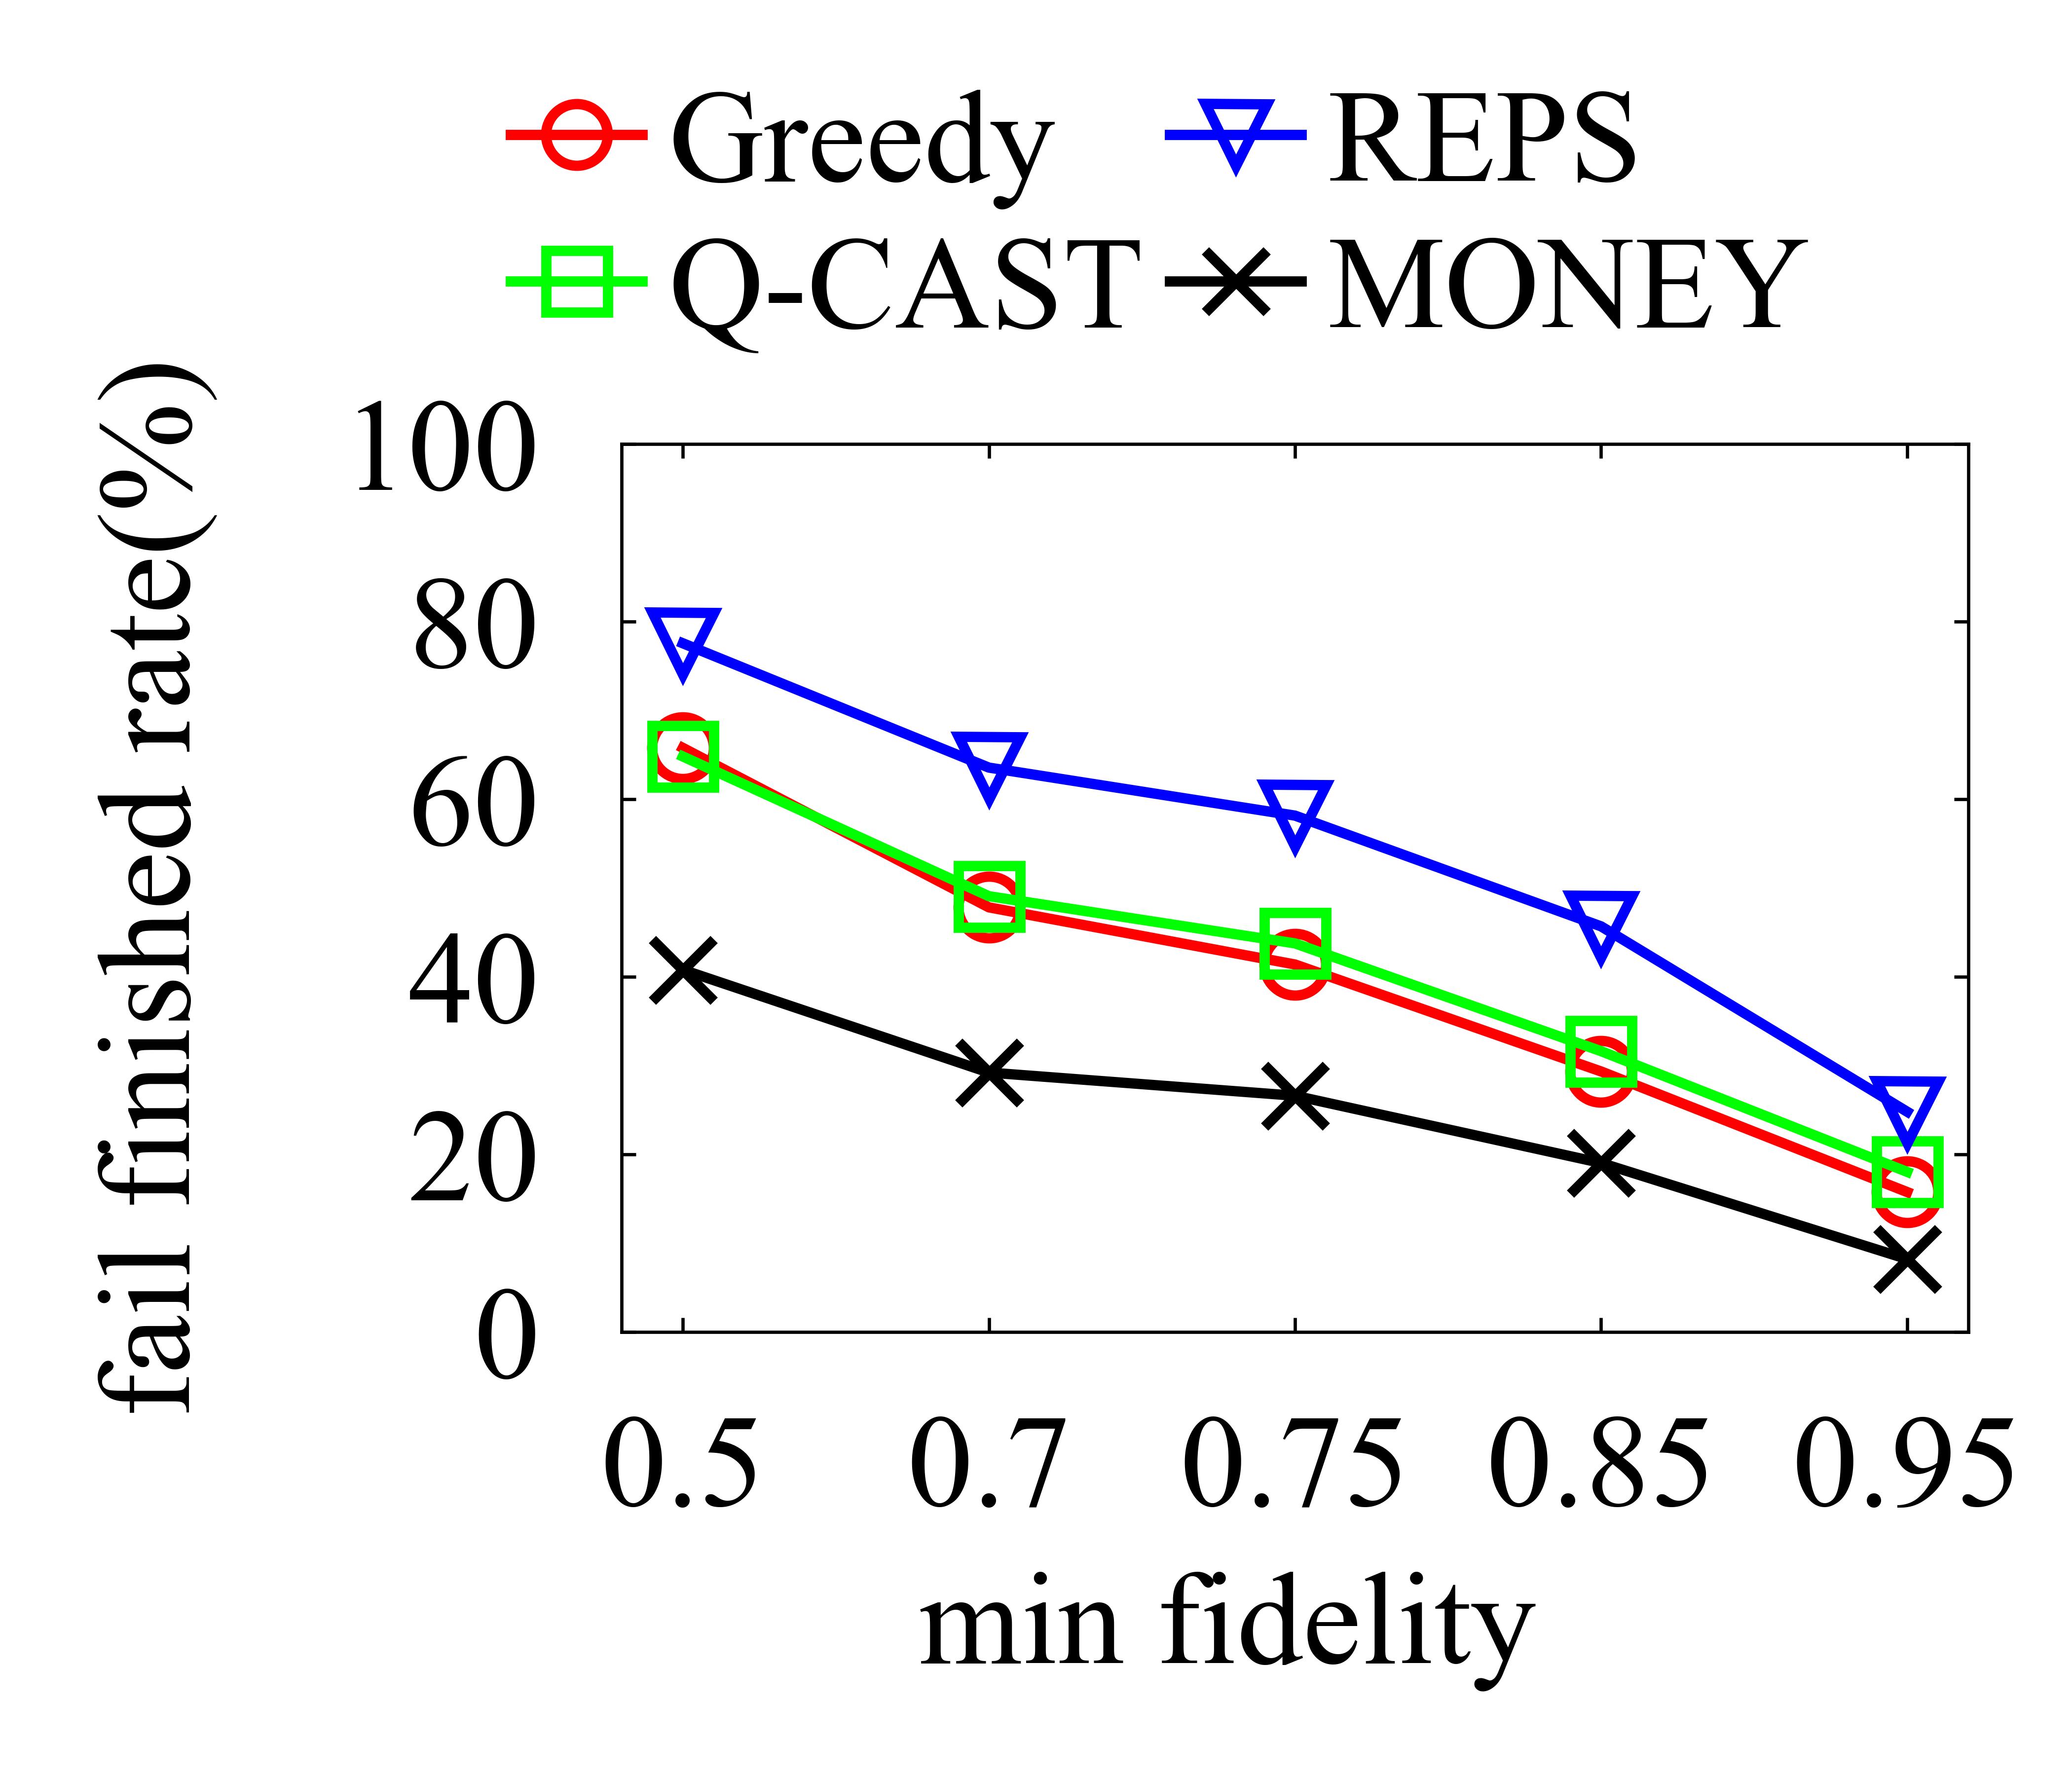 Greedy REPS
Q-CAST MONEY
fail finished rate(%)
100
80
60
40
20
0
0.5 0.7 0.75 0.85 0.95
min fidelity